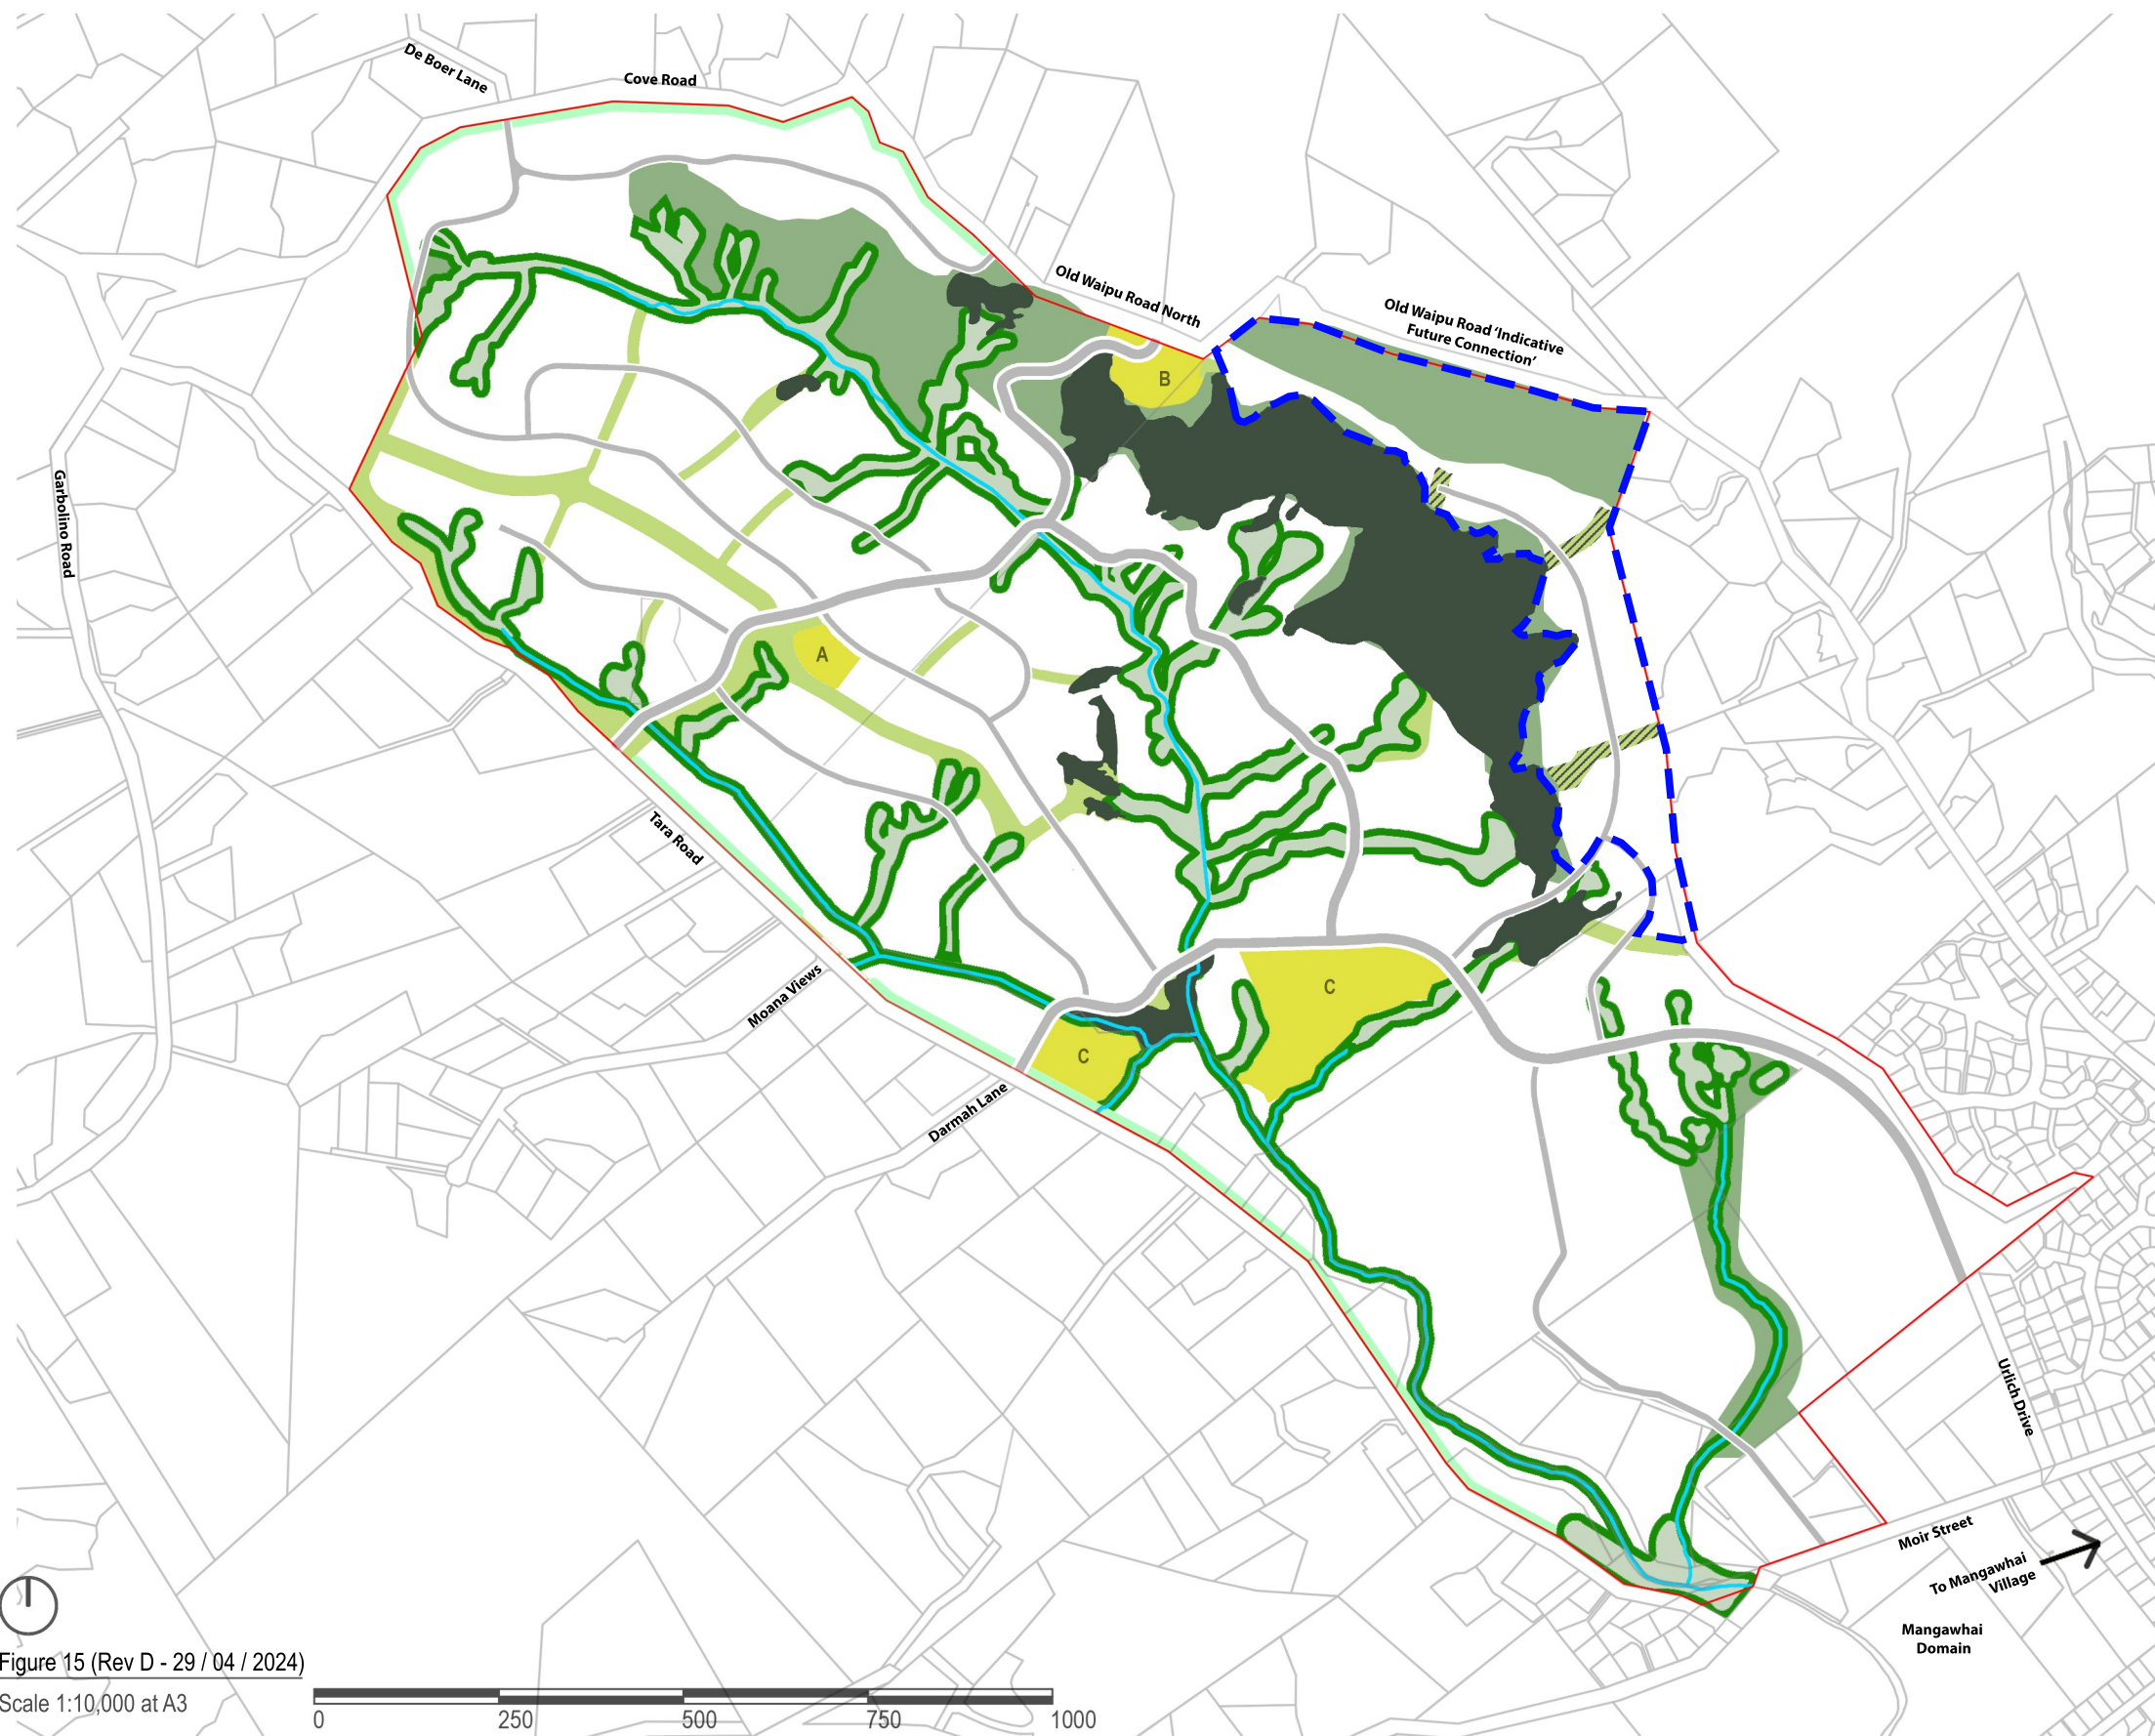 De Boer Lane
Cove Road
Old Waipu Road North
Old Waipu Road ‘Indicative
Future Connection’
B
Garbolino Road
A
Tara Road
Moana Views
C
C
Darmah Lane
Urlich Drive
Moir Street
To Mangawhai
Village
Mangawhai
Domain
Figure 15 (Rev D - 29 / 04 / 2024)
Scale 1:10,000 at A3
0 250 500 750 1000